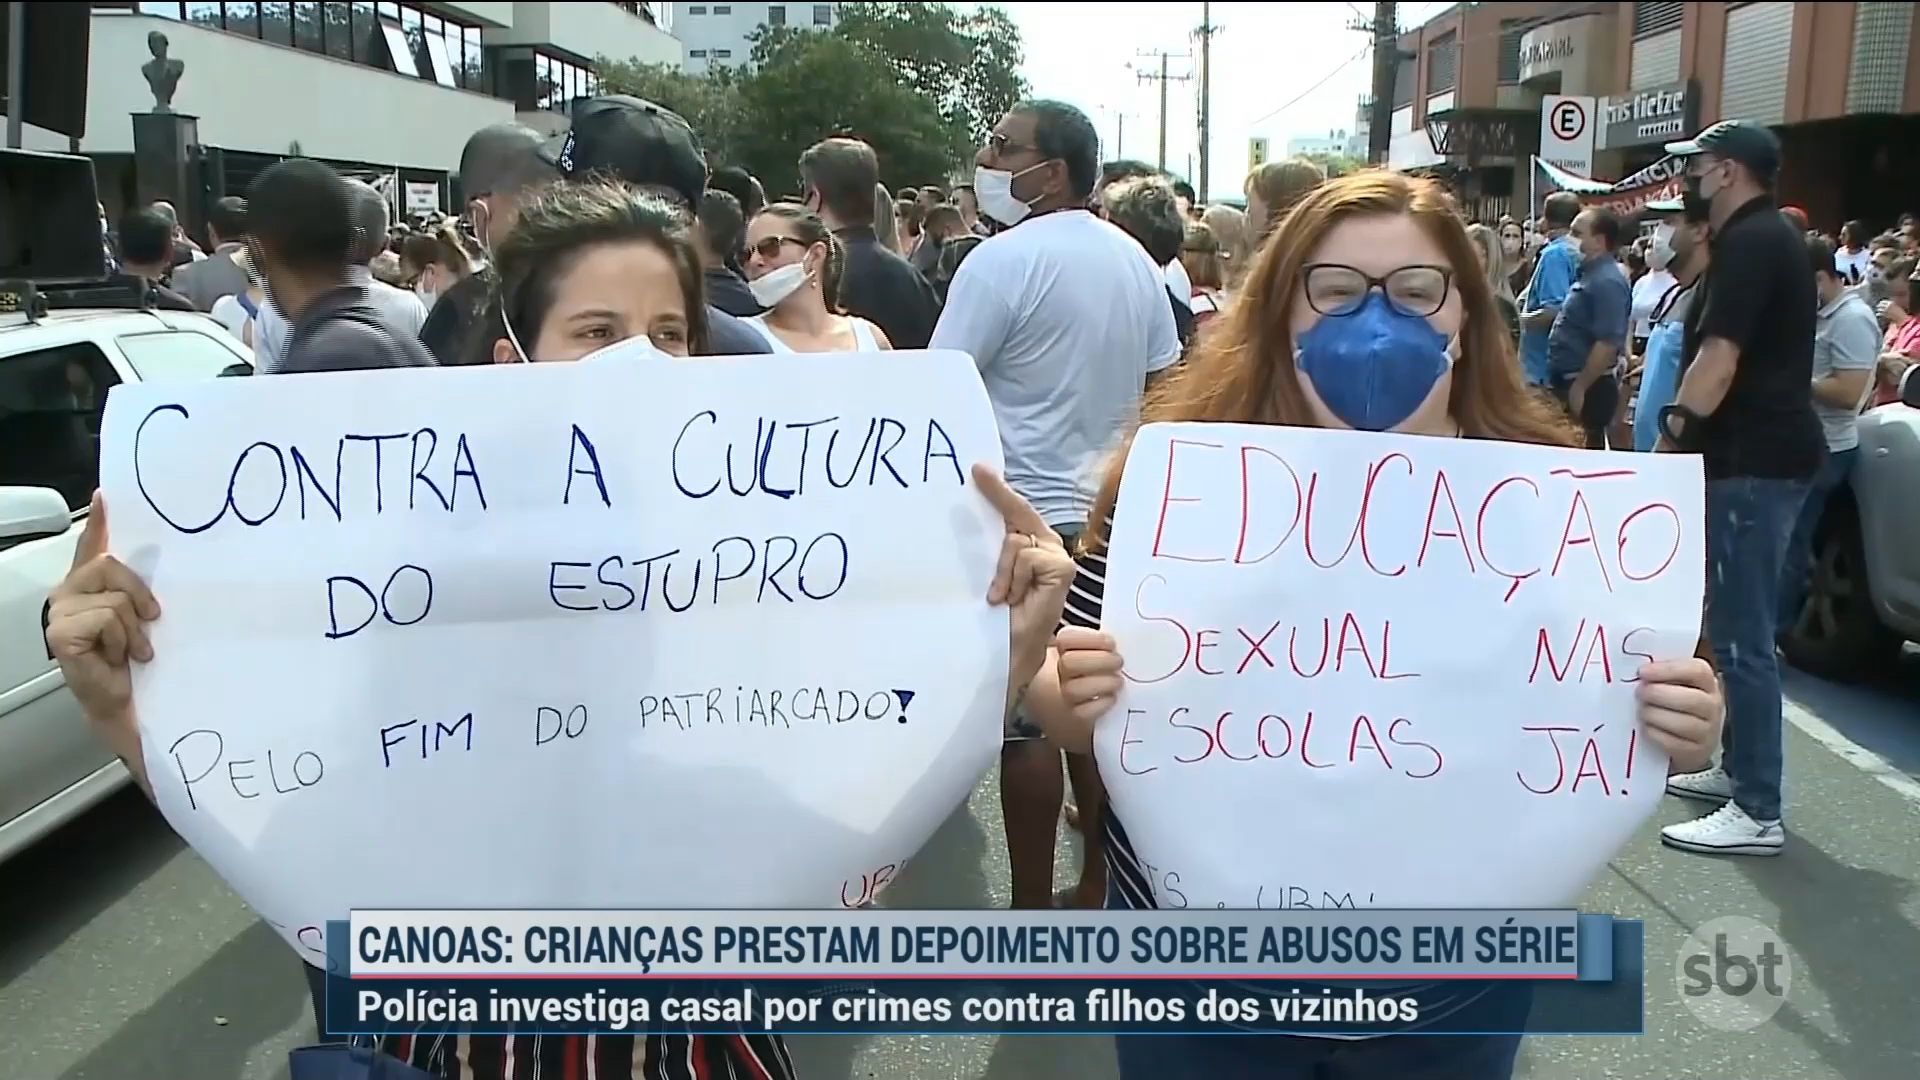 E
EXCLUSIVO
CONTRA A CULTURA
DO ESTUPRO
PELO FIM DO PATRIARCADO!
EDUCAÇÃO
SEXUAL NAS
ESCOLAS JÁ!
CANOAS: CRIANÇAS PRESTAM DEPOIMENTO SOBRE ABUSOS EM SÉRIE
Polícia investiga casal por crimes contra filhos dos vizinhos
sbt